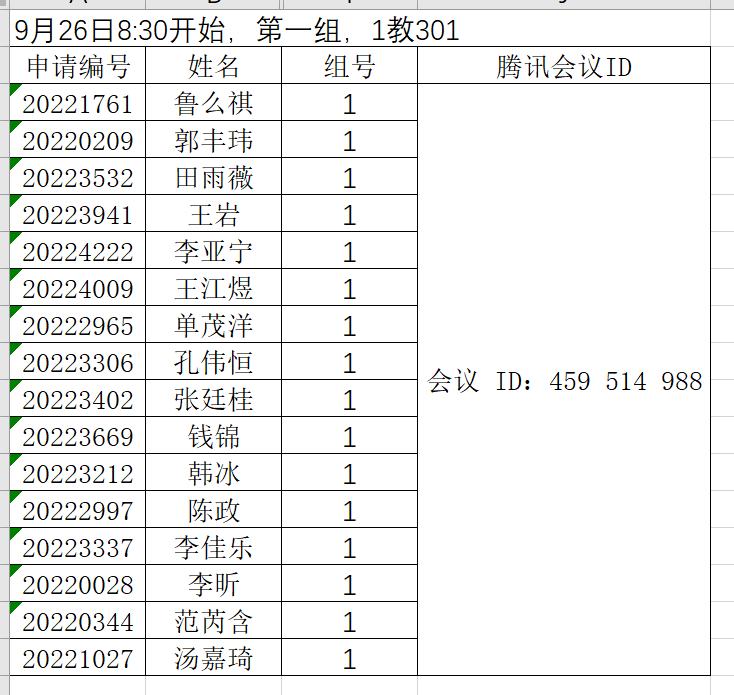 9月26日8:30开始，第一组，1教301
申请编号 姓名 组号 腾讯会议ID
20221761 鲁么祺 1
20220209 郭丰玮 1
20223532 田雨薇 1
20223941 王岩 1
20224222 李亚宁 1
20224009 王江煜 1
20222965 单茂洋 1
20223306 孔伟恒 1
会议 ID：459 514 988
20223402 张廷桂 1
20223669 钱锦 1
20223212 韩冰 1
20222997 陈政 1
20223337 李佳乐 1
20220028 李昕 1
20220344 范芮含 1
20221027 汤嘉琦 1